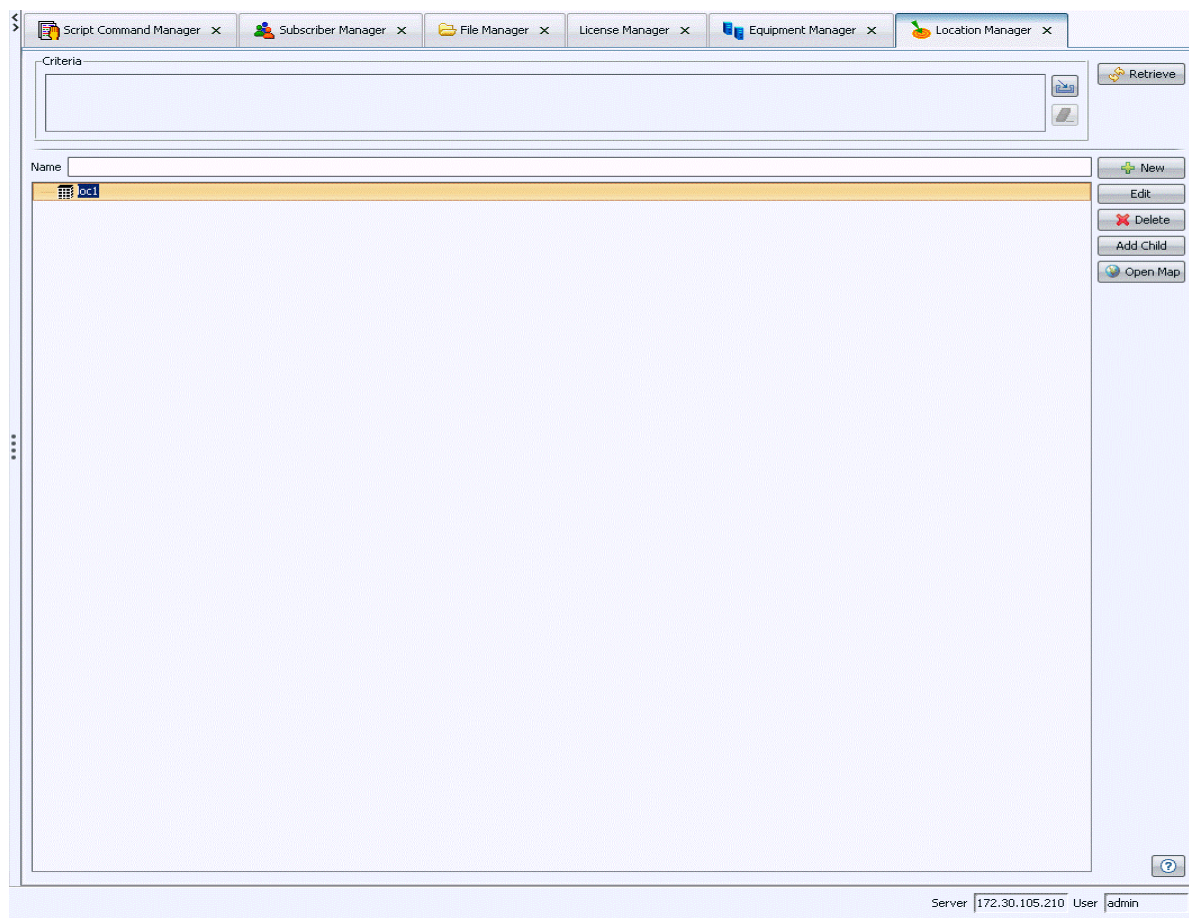 Script Command Manager Subscriber Manager File Manager License Manager Equipment Manager Location Manager
Criteria
Retrieve
Name
New
loc1
Edit
Delete
Add Child
Open Map
Server 172.30.105.210 User admin